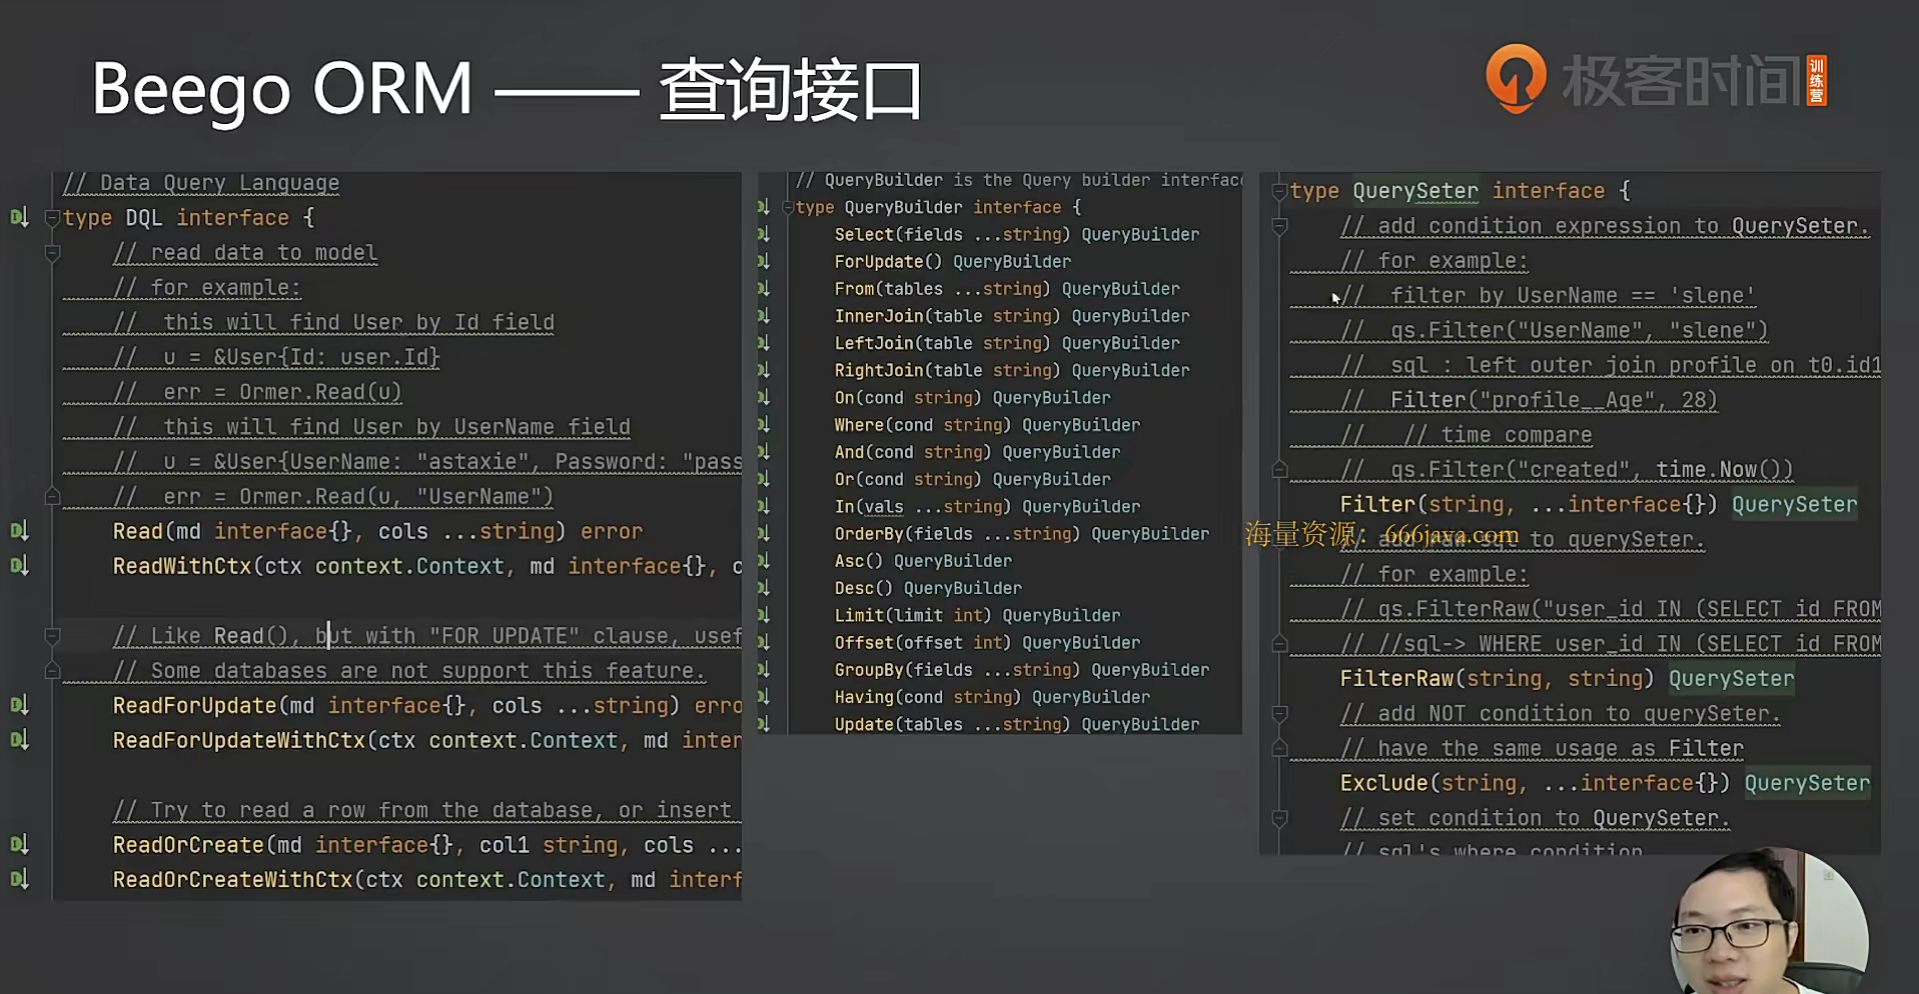 Beego ORM —— 查询接口
极客时间 训练营
// Data Query Language
type DQL interface {
// read data to model
// for example:
// this will find User by Id field
// u = &User{Id: user.Id}
// err = Ormer.Read(u)
// this will find User by UserName field
// u = &User{UserName: "astaxie", Password: "pass
// err = Ormer.Read(u, "UserName")
Read(md interface{}, cols ...string) error
ReadWithCtx(ctx context.Context, md interface{}, c
// Like Read(), but with "FOR UPDATE" clause, usef
// Some databases are not support this feature.
ReadForUpdate(md interface{}, cols ...string) erro
ReadForUpdateWithCtx(ctx context.Context, md inter
// Try to read a row from the database, or insert
ReadOrCreate(md interface{}, col1 string, cols ...
ReadOrCreateWithCtx(ctx context.Context, md interf
// QueryBuilder is the Query builder interfac
type QueryBuilder interface {
Select(fields ...string) QueryBuilder
ForUpdate() QueryBuilder
From(tables ...string) QueryBuilder
InnerJoin(table string) QueryBuilder
LeftJoin(table string) QueryBuilder
RightJoin(table string) QueryBuilder
On(cond string) QueryBuilder
Where(cond string) QueryBuilder
And(cond string) QueryBuilder
Or(cond string) QueryBuilder
In(vals ...string) QueryBuilder
OrderBy(fields ...string) QueryBuilder
Asc() QueryBuilder
Desc() QueryBuilder
Limit(limit int) QueryBuilder
Offset(offset int) QueryBuilder
GroupBy(fields ...string) QueryBuilder
Having(cond string) QueryBuilder
Update(tables ...string) QueryBuilder
type QuerySeter interface {
// add condition expression to QuerySeter.
// for example:
// filter by UserName == 'slene'
// qs.Filter("UserName", "slene")
// sql : left outer join profile on t0.id1
// Filter("profile__Age", 28)
// // time compare
// qs.Filter("created", time.Now())
Filter(string, ...interface{}) QuerySeter
海量资源：666java.com
// add raw sql to querySeter.
// for example:
// qs.FilterRaw("user_id IN (SELECT id FROM
// //sql-> WHERE user_id IN (SELECT id FROM
FilterRaw(string, string) QuerySeter
// add NOT condition to querySeter.
// have the same usage as Filter
Exclude(string, ...interface{}) QuerySeter
// set condition to QuerySeter.
// sql's where condition